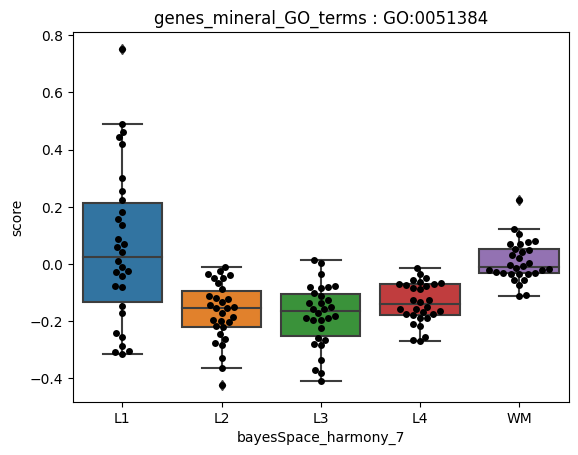 genes_mineral_GO_terms : GO:0051384
0.8
0.6
0.4
0.2
0.0
−0.2
−0.4
score
L1 L2 L3 L4 WM
bayesSpace_harmony_7